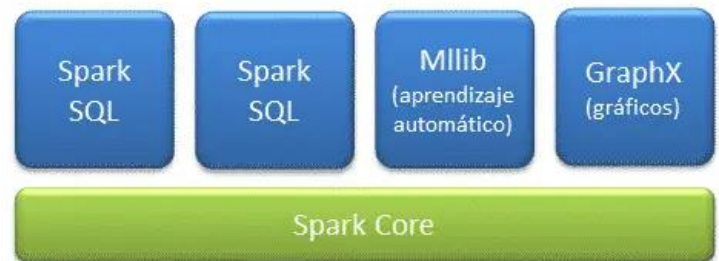 Spark
SQL
Spark
SQL
Mllib
(aprendizaje
automático)
GraphX
(gráficos)
Spark Core